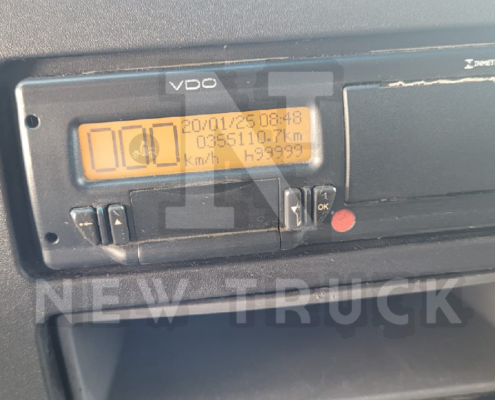 VDO
20/01/25 08:48
0355110.7km
000
km/h h99999
OK
N
NEW TRUCK